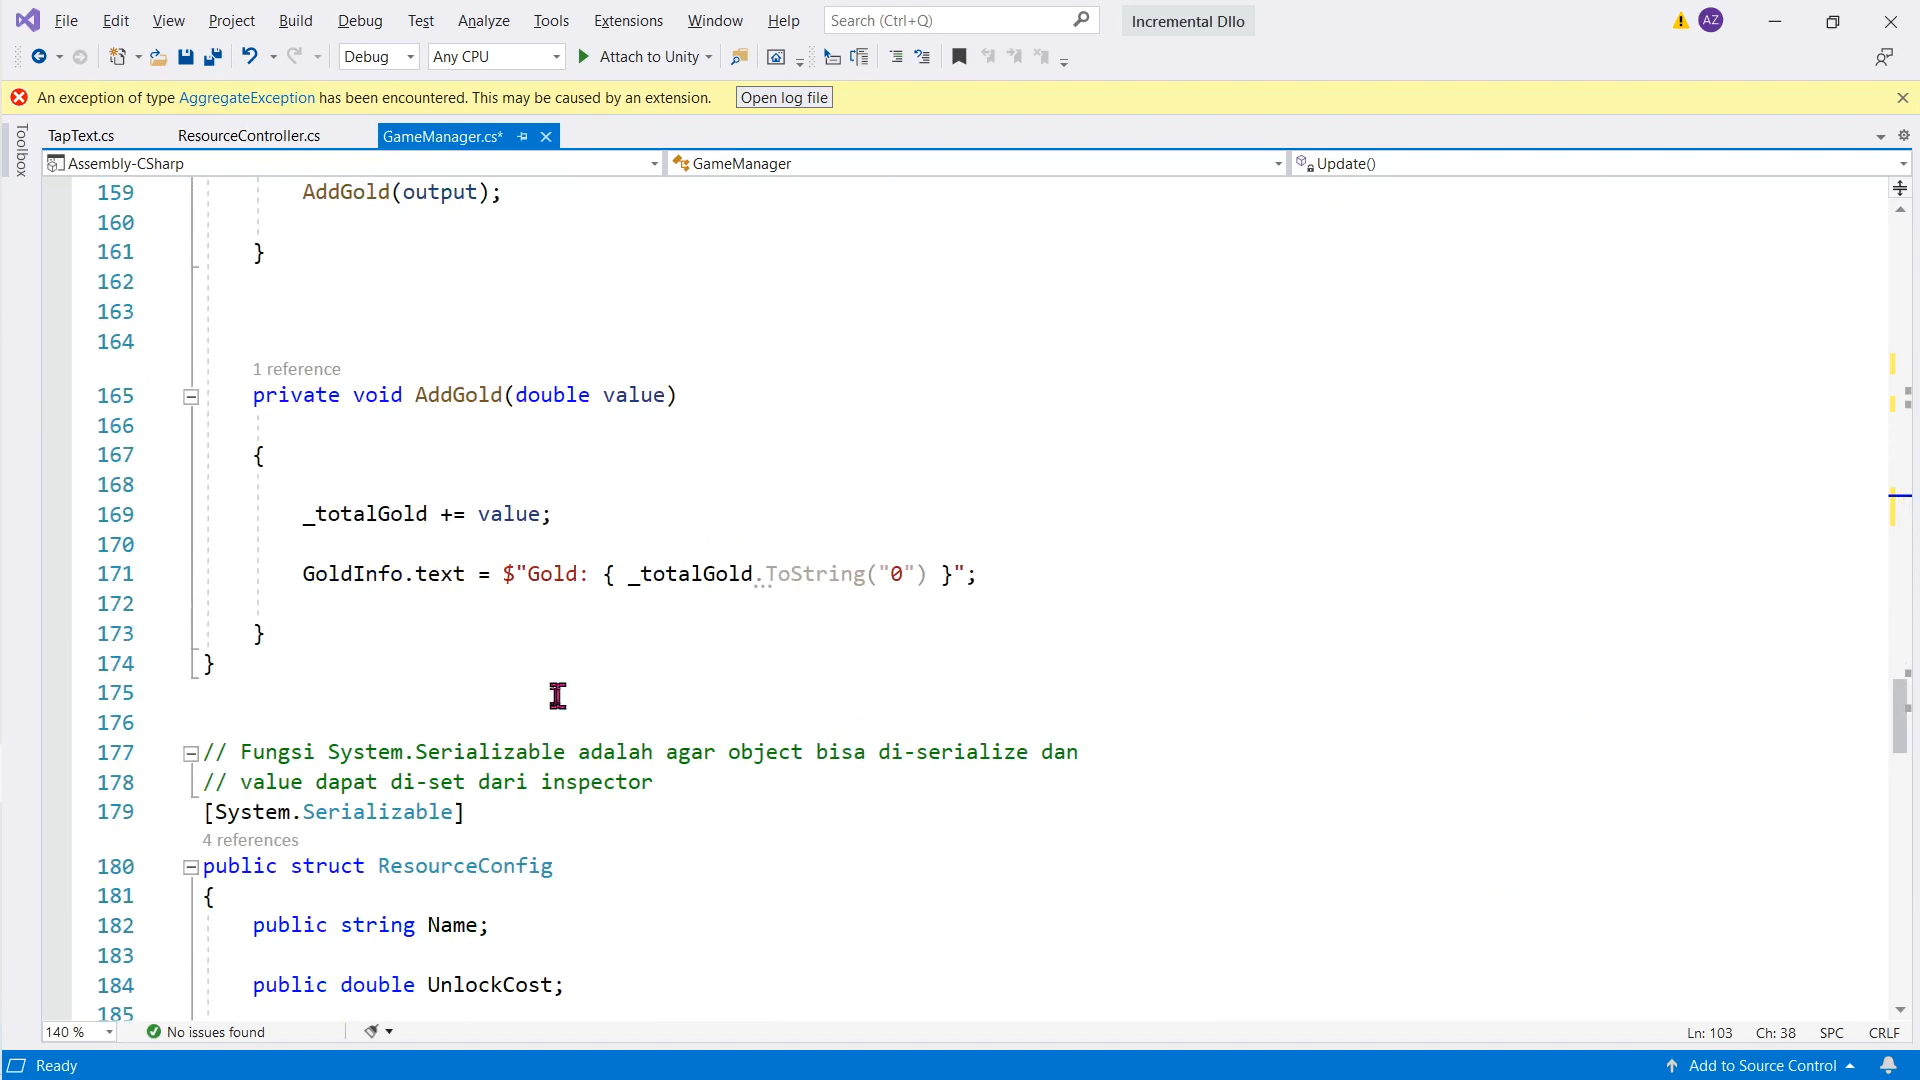 File Edit View Project Build Debug Test Analyze Tools Extensions Window Help Search (Ctrl+Q) Incremental Dllo AZ
Debug Any CPU Attach to Unity
An exception of type AggregateException has been encountered. This may be caused by an extension. Open log file
Toolbox
TapText.cs ResourceController.cs GameManager.cs*
Assembly-CSharp GameManager Update()
159 AddGold(output);
160
161 }
162
163
164
1 reference
165 private void AddGold(double value)
166
167 {
168
169 _totalGold += value;
170
171 GoldInfo.text = $"Gold: { _totalGold.ToString("0") }";
172
173 }
174 }
175
176
177 // Fungsi System.Serializable adalah agar object bisa di-serialize dan
178 // value dapat di-set dari inspector
179 [System.Serializable]
4 references
180 public struct ResourceConfig
181 {
182 public string Name;
183
184 public double UnlockCost;
185
140 % No issues found Ln: 103 Ch: 38 SPC CRLF
Ready Add to Source Control